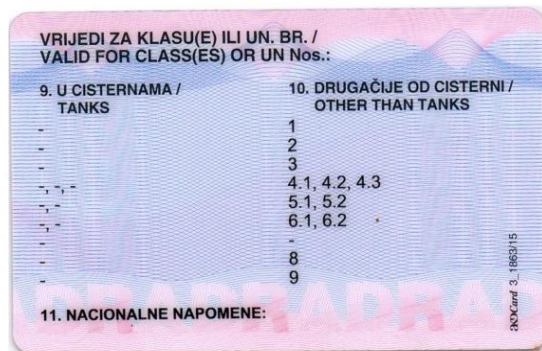 VRIJEDI ZA KLASU(E) ILI UN. BR. /
VALID FOR CLASS(ES) OR UN Nos.:
9. U CISTERNAMA /
TANKS
10. DRUGAČIJE OD CISTERNI /
OTHER THAN TANKS
- 1
- 2
- 3
-, -, - 4.1, 4.2, 4.3
-, - 5.1, 5.2
-, - 6.1, 6.2
- -
- 8
- 9
11. NACIONALNE NAPOMENE:
ADRADRADRADRAD
AKDCard 3_1863/15